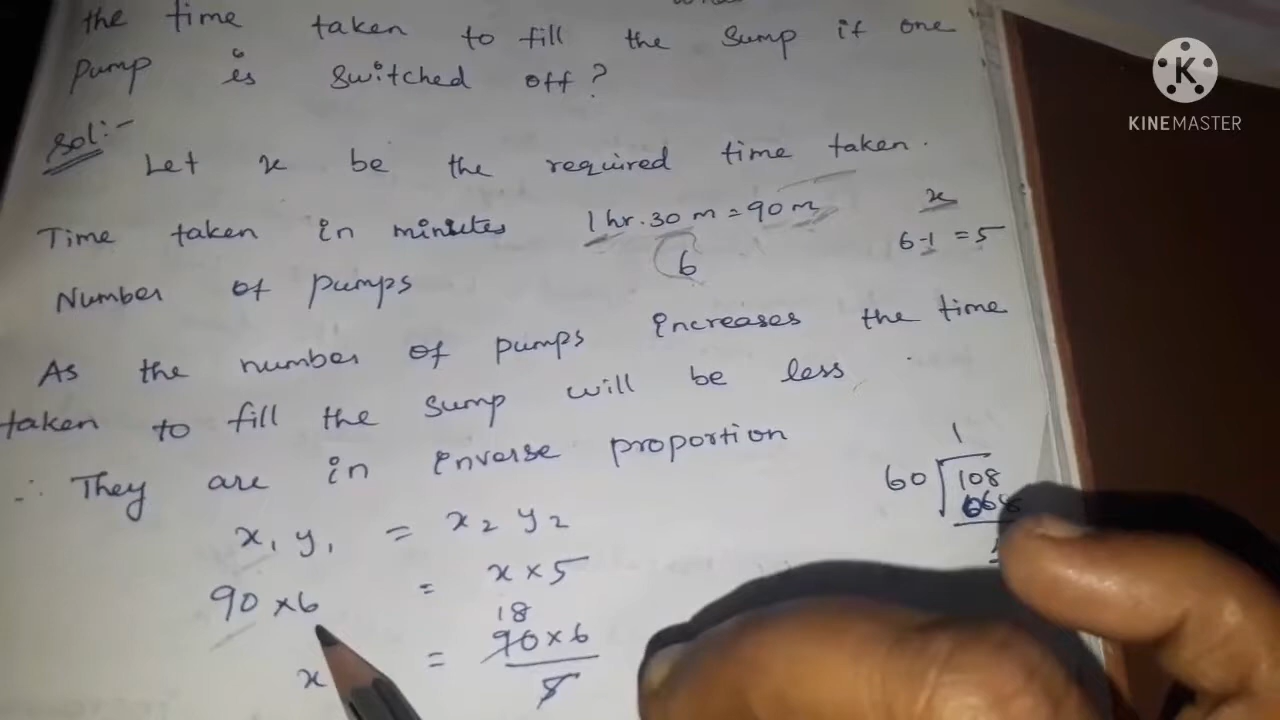 the time taken to fill the sump if one
pump is switched off?
Sol:-
Let x be the required time taken.
Time taken in minutes 1 hr. 30 m = 90 m x
Number of pumps 6 6-1 = 5
As the number of pumps increases the time
taken to fill the sump will be less
∴ They are in inverse proportion
x₁ y₁ = x₂ y₂
90 × 6 = x × 5
18
x = 90 × 6
5
1
60 108
K
KINEMASTER